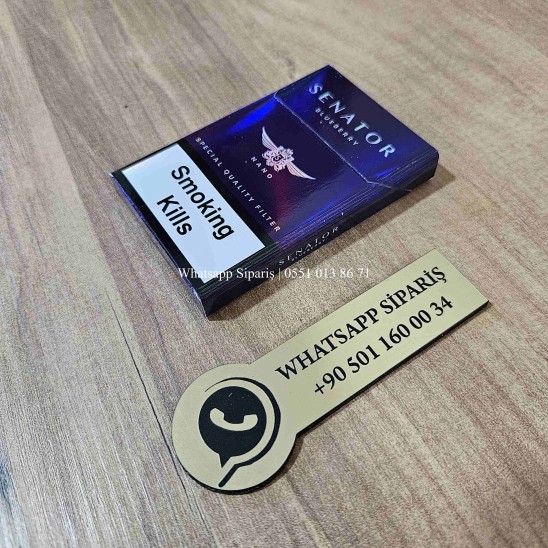 SENATOR
BLUEBERRY
NANO
SPECIAL QUALITY FILTER
Smoking
Kills
SENATOR
Whatsapp Sipariş | 0551 013 86 71
WHATSAPP SİPARİŞ
+90 501 160 00 34